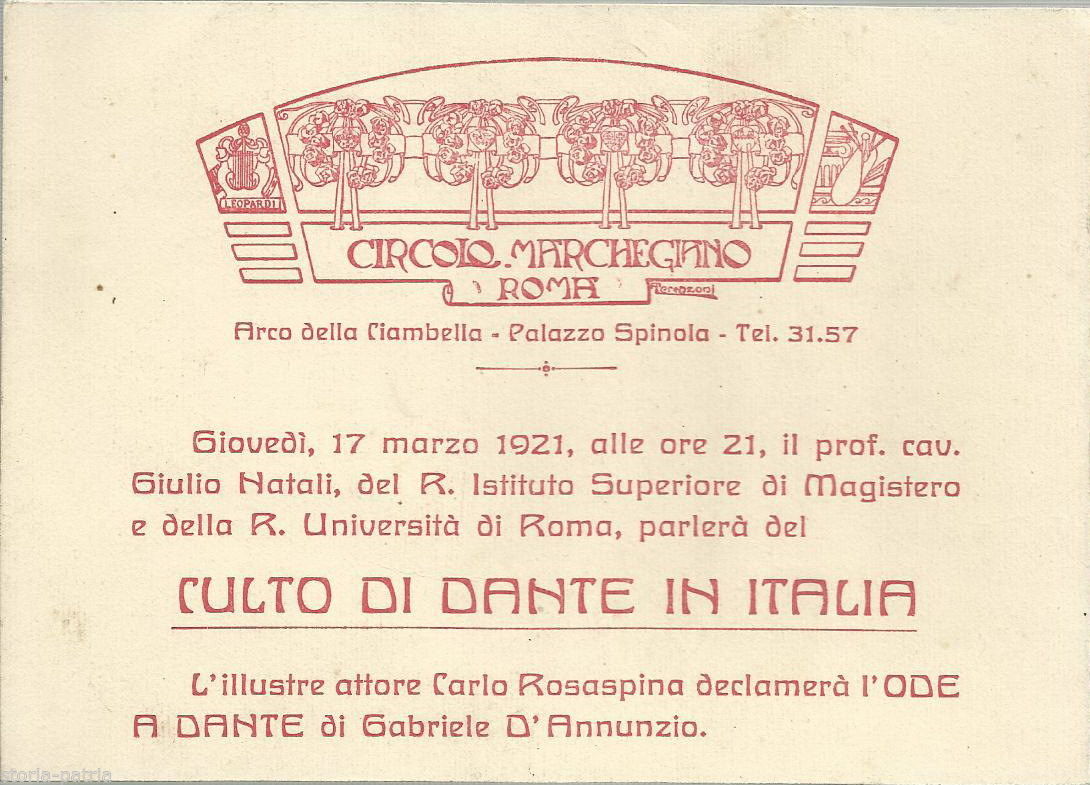 LEOPARDI
CIRCOLO MARCHEGIANO
ROMA
Arco della Ciambella - Palazzo Spinola - Tel. 31.57
Giovedì, 17 marzo 1921, alle ore 21, il prof. cav.
Giulio Natali, del R. Istituto Superiore di Magistero
e della R. Università di Roma, parlerà del
CULTO DI DANTE IN ITALIA
L'illustre attore Carlo Rosaspina declamerà l'ODE
A DANTE di Gabriele D'Annunzio.
storia-patria